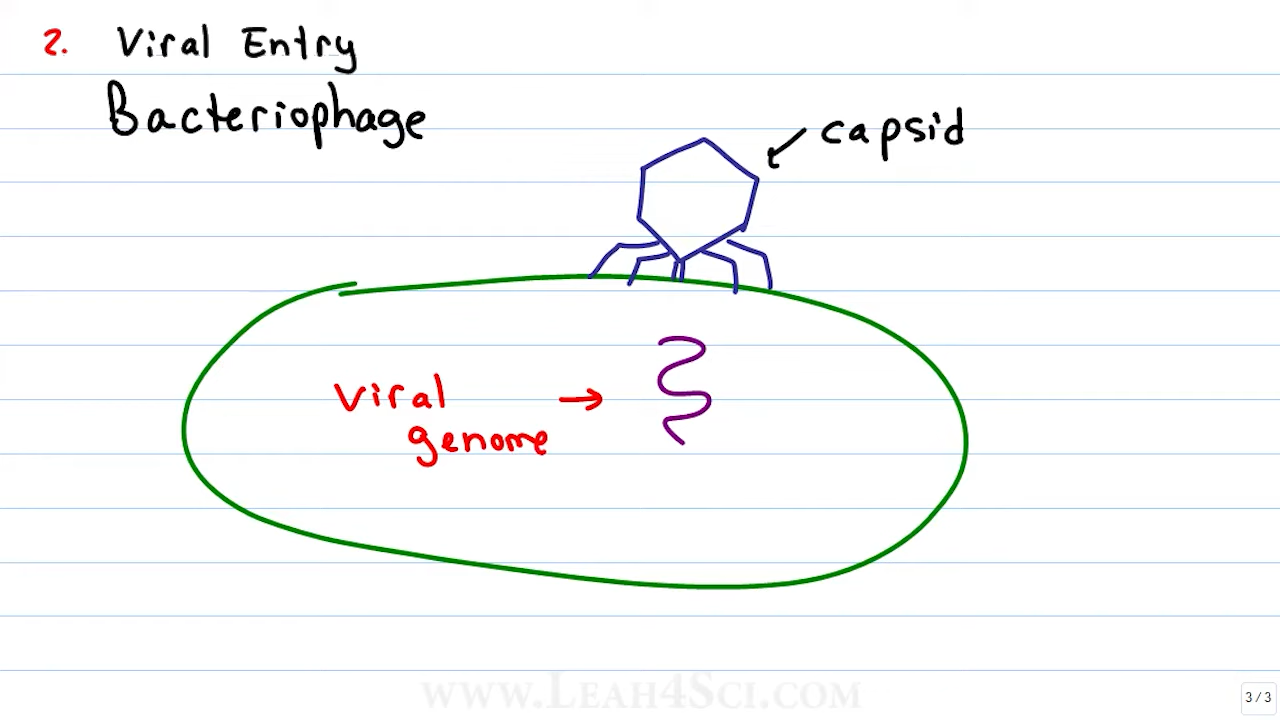 2. Viral Entry
Bacteriophage
capsid
Viral
genome
www.Leah4Sci.com
3 / 3